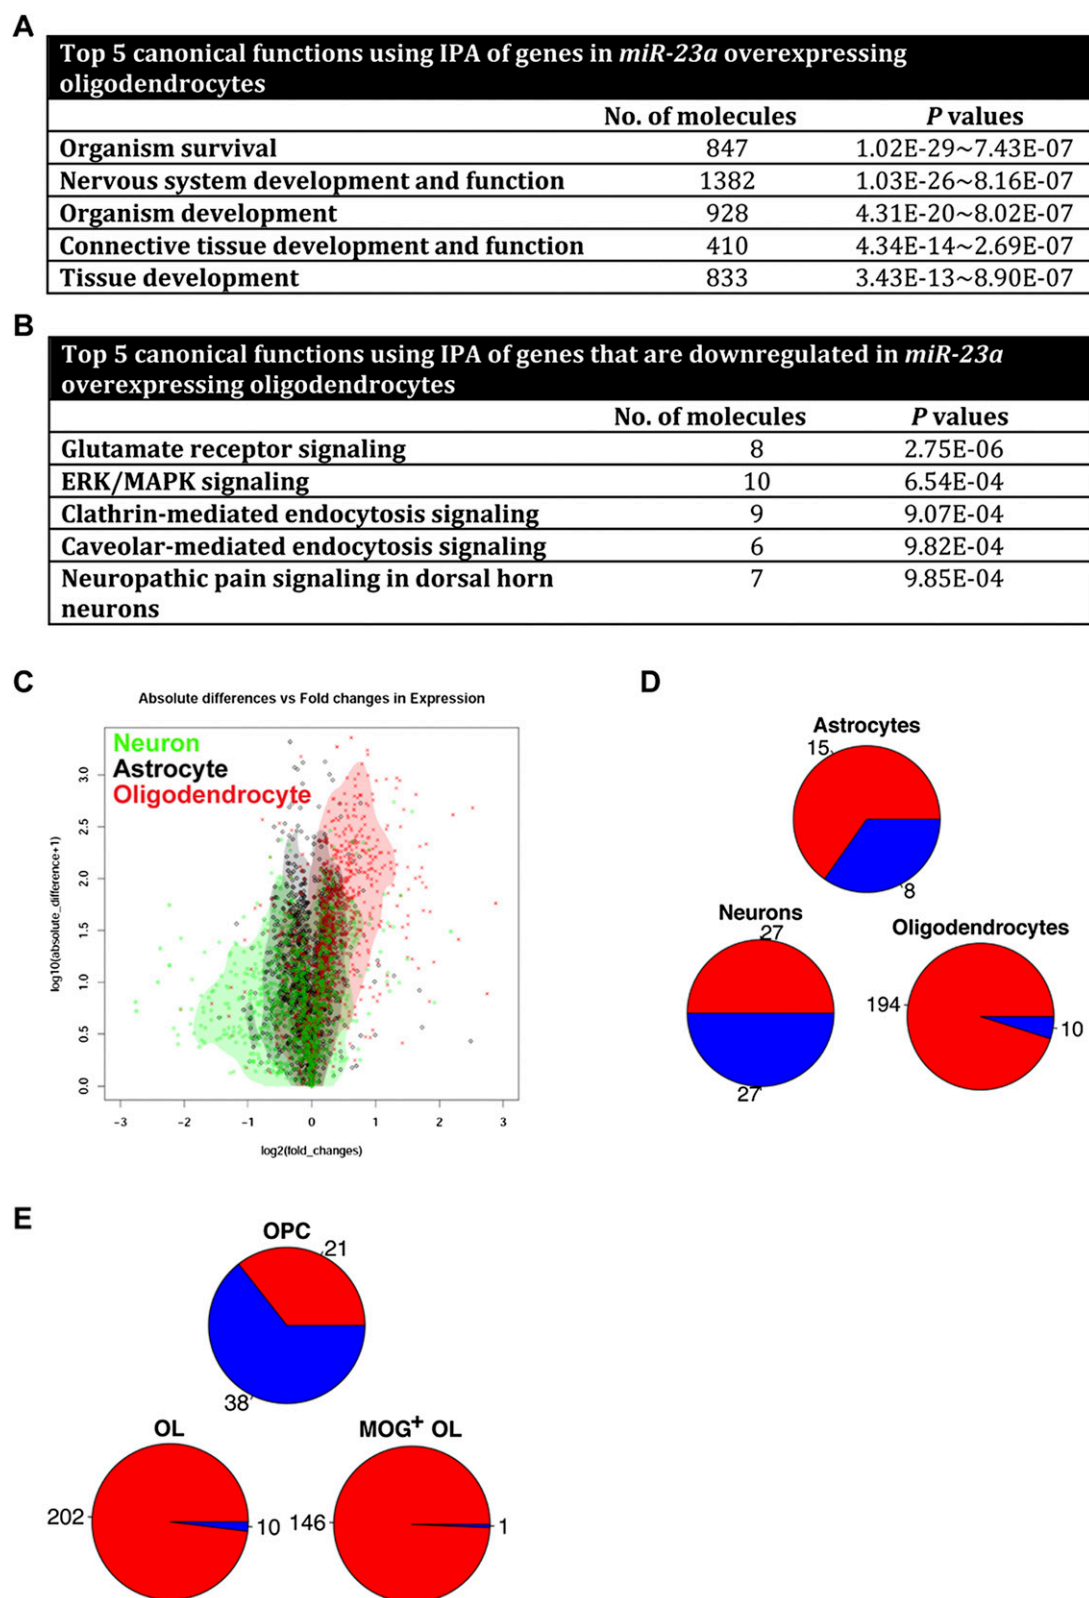 A
Top 5 canonical functions using IPA of genes in miR-23a overexpressing
oligodendrocytes
No. of molecules P values
Organism survival 847 1.02E-29~7.43E-07
Nervous system development and function 1382 1.03E-26~8.16E-07
Organism development 928 4.31E-20~8.02E-07
Connective tissue development and function 410 4.34E-14~2.69E-07
Tissue development 833 3.43E-13~8.90E-07
B
Top 5 canonical functions using IPA of genes that are downregulated in miR-23a
overexpressing oligodendrocytes
No. of molecules P values
Glutamate receptor signaling 8 2.75E-06
ERK/MAPK signaling 10 6.54E-04
Clathrin-mediated endocytosis signaling 9 9.07E-04
Caveolar-mediated endocytosis signaling 6 9.82E-04
Neuropathic pain signaling in dorsal horn 7 9.85E-04
neurons
C
Absolute differences vs Fold changes in Expression
Neuron
Astrocyte
Oligodendrocyte
log10(absolute_difference+1)
3.0
2.5
2.0
1.5
1.0
0.5
0.0
-3 -2 -1 0 1 2 3
log2(fold_changes)
D
Astrocytes
15
8
Neurons
27
27
Oligodendrocytes
194
10
E
OPC
21
38
OL
202
10
MOG+ OL
146
1